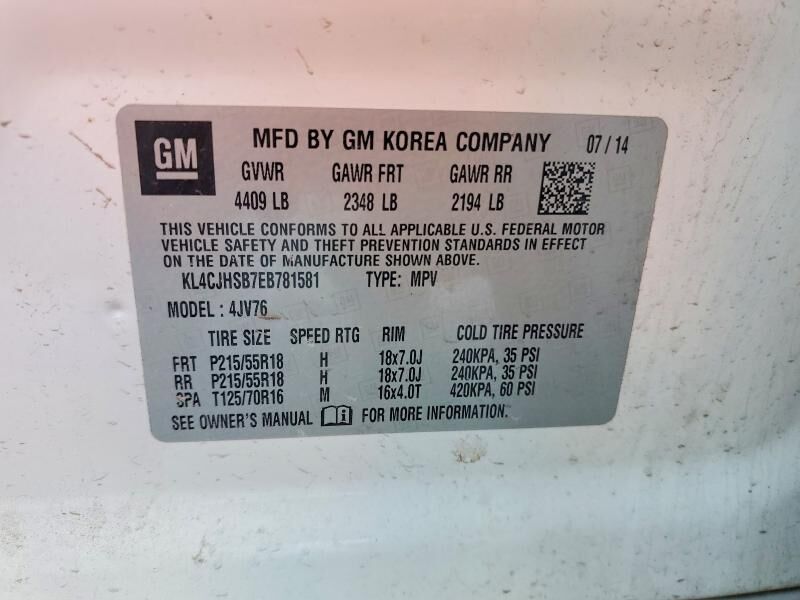 GM MFD BY GM KOREA COMPANY 07/14
GVWR GAWR FRT GAWR RR
4409 LB 2348 LB 2194 LB
THIS VEHICLE CONFORMS TO ALL APPLICABLE U.S. FEDERAL MOTOR
VEHICLE SAFETY AND THEFT PREVENTION STANDARDS IN EFFECT
ON THE DATE OF MANUFACTURE SHOWN ABOVE.
KL4CJHSB7EB781581 TYPE: MPV
MODEL: 4JV76
TIRE SIZE SPEED RTG RIM COLD TIRE PRESSURE
FRT P215/55R18 H 18x7.0J 240KPA, 35 PSI
RR P215/55R18 H 18x7.0J 240KPA, 35 PSI
SPA T125/70R16 M 16x4.0T 420KPA, 60 PSI
SEE OWNER'S MANUAL FOR MORE INFORMATION.